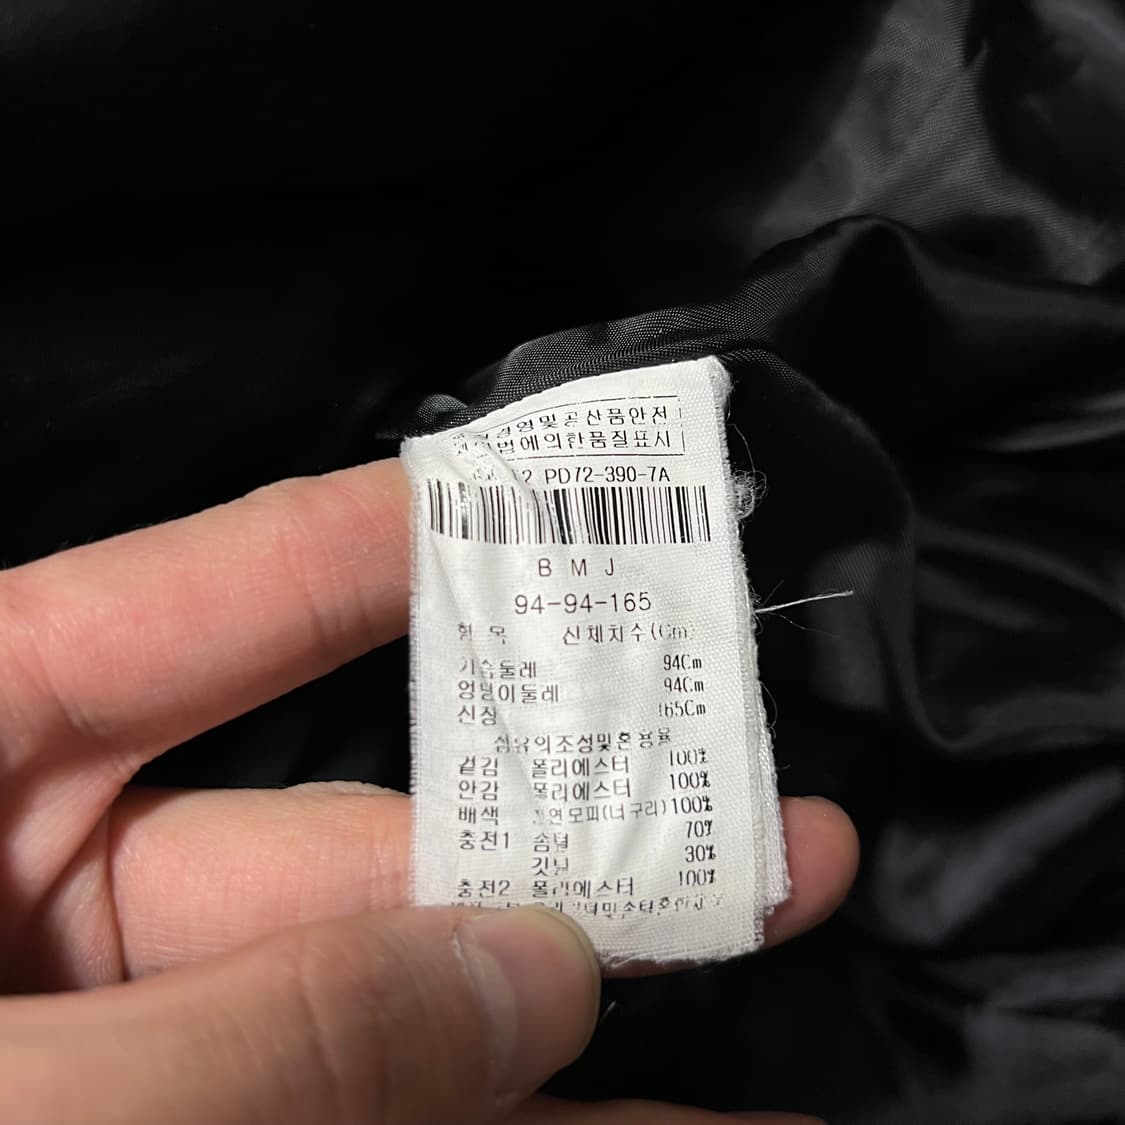 경영및공산품안전
법에의한품질표시
2 PD72-390-7A
B M J
94-94-165
항 목 신체치수(Cm)
가슴둘레 94Cm
엉덩이둘레 94Cm
신장 165Cm
섬유의조성및혼용율
겉감 폴리에스터 100%
안감 폴리에스터 100%
배색 천연모피(너구리)100%
충전1 솜털 70%
깃털 30%
충전2 폴리에스터 100%